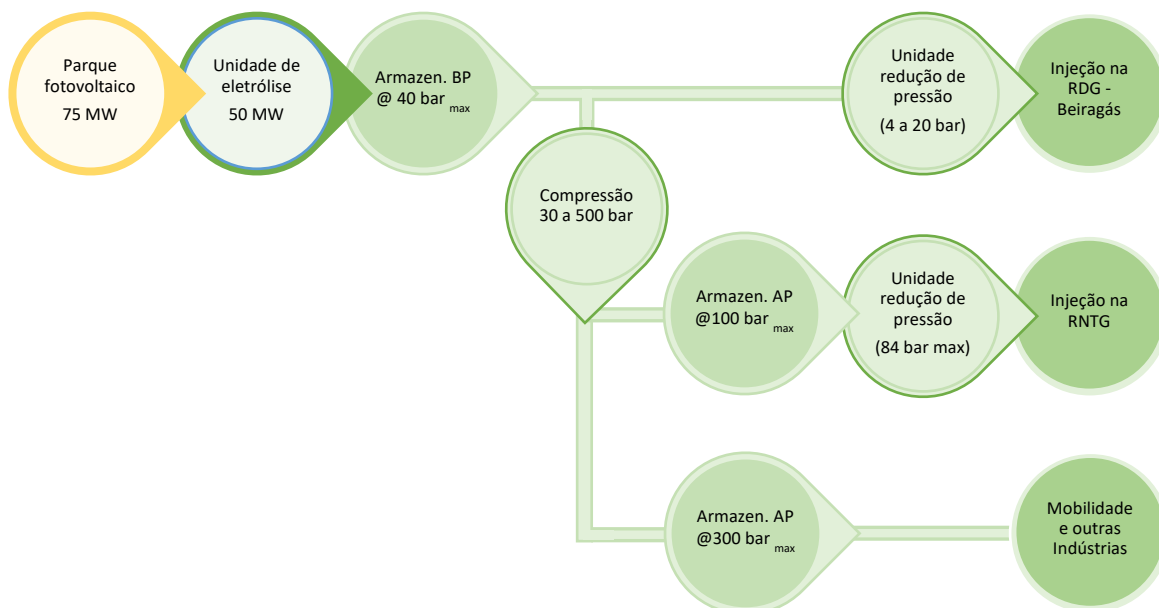 Parque
fotovoltaico
75 MW
Unidade de
eletrólise
50 MW
Armazen. BP
@ 40 bar max
Unidade
redução de
pressão
(4 a 20 bar)
Injeção na
RDG -
Beiragás
Compressão
30 a 500 bar
Armazen. AP
@100 bar max
Unidade
redução de
pressão
(84 bar max)
Injeção na
RNTG
Armazen. AP
@300 bar max
Mobilidade
e outras
Indústrias